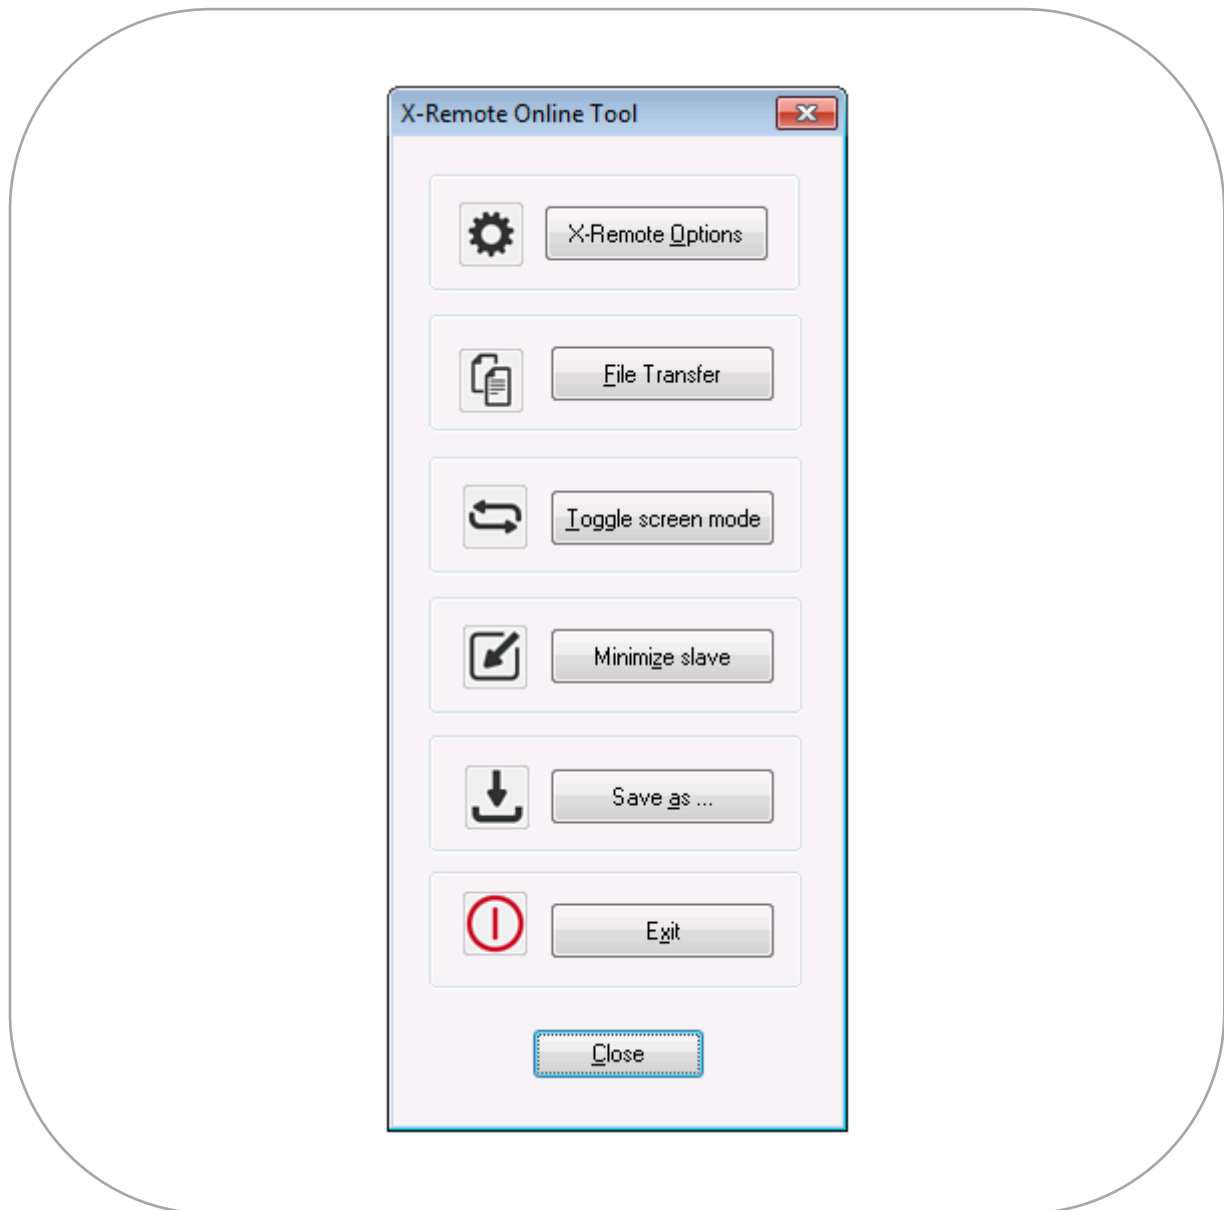 X-Remote Online Tool
X-Remote Options
File Transfer
Toggle screen mode
Minimize slave
Save as ...
Exit
Close